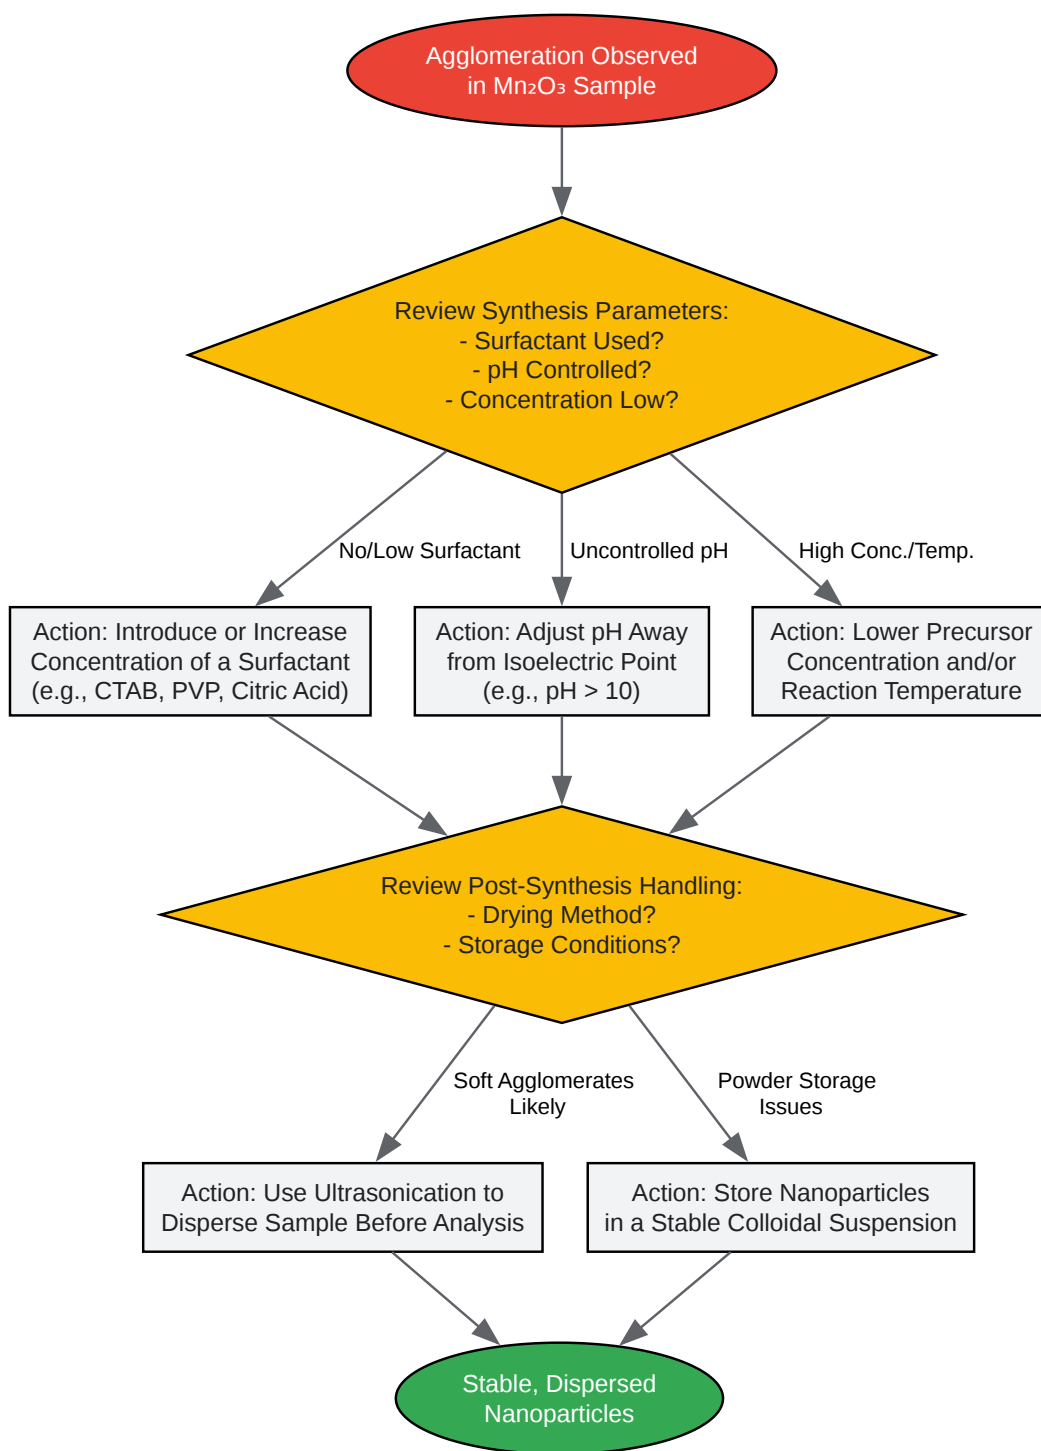 Agglomeration Observed
in Mn₂O₃ Sample
Review Synthesis Parameters:
- Surfactant Used?
- pH Controlled?
- Concentration Low?
No/Low Surfactant
Uncontrolled pH
High Conc./Temp.
Action: Introduce or Increase
Concentration of a Surfactant
(e.g., CTAB, PVP, Citric Acid)
Action: Adjust pH Away
from Isoelectric Point
(e.g., pH > 10)
Action: Lower Precursor
Concentration and/or
Reaction Temperature
Review Post-Synthesis Handling:
- Drying Method?
- Storage Conditions?
Soft Agglomerates
Likely
Powder Storage
Issues
Action: Use Ultrasonication to
Disperse Sample Before Analysis
Action: Store Nanoparticles
in a Stable Colloidal Suspension
Stable, Dispersed
Nanoparticles